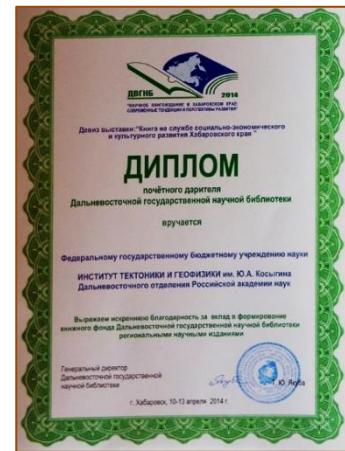 ДВГНБ 2014
"НАУЧНОЕ КНИГОИЗДАНИЕ В ХАБАРОВСКОМ КРАЕ:
СОВРЕМЕННЫЕ ТЕНДЕНЦИИ И ПЕРСПЕКТИВЫ РАЗВИТИЯ"
Девиз выставки: "Книга на службе социально-экономического
и культурного развития Хабаровского края"
ДИПЛОМ
почётного дарителя
Дальневосточной государственной научной библиотеки
вручается
Федеральному государственному бюджетному учреждению науки
ИНСТИТУТ ТЕКТОНИКИ И ГЕОФИЗИКИ им. Ю.А. Косыгина
Дальневосточного отделения Российской академии наук
Выражаем искреннюю благодарность за вклад в формирование
книжного фонда Дальневосточной государственной научной библиотеки
региональными научными изданиями
Генеральный директор
Дальневосточной государственной
научной библиотеки
Ю. Якуба
г. Хабаровск, 10-13 апреля 2014 г.